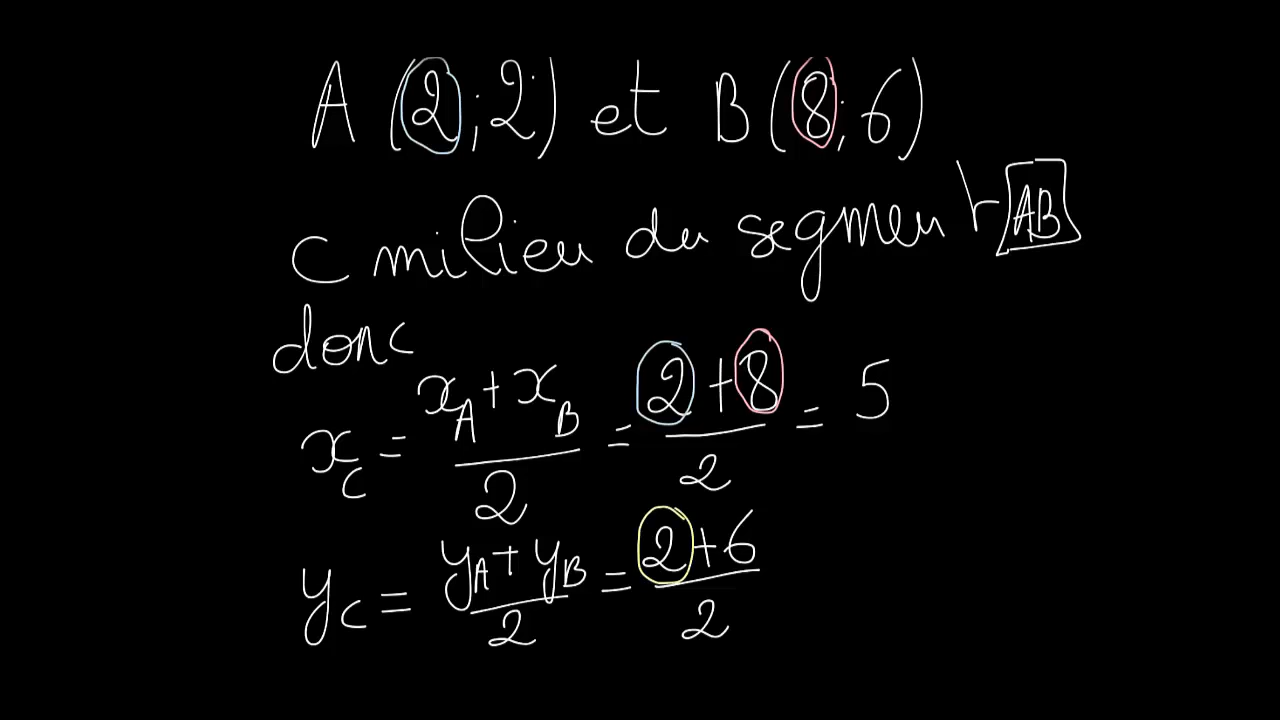 A (2;2) et B (8;6)
C milieu du segment [AB]
donc
x_C = (x_A + x_B)/2 = (2+8)/2 = 5
y_C = (y_A + y_B)/2 = (2+6)/2